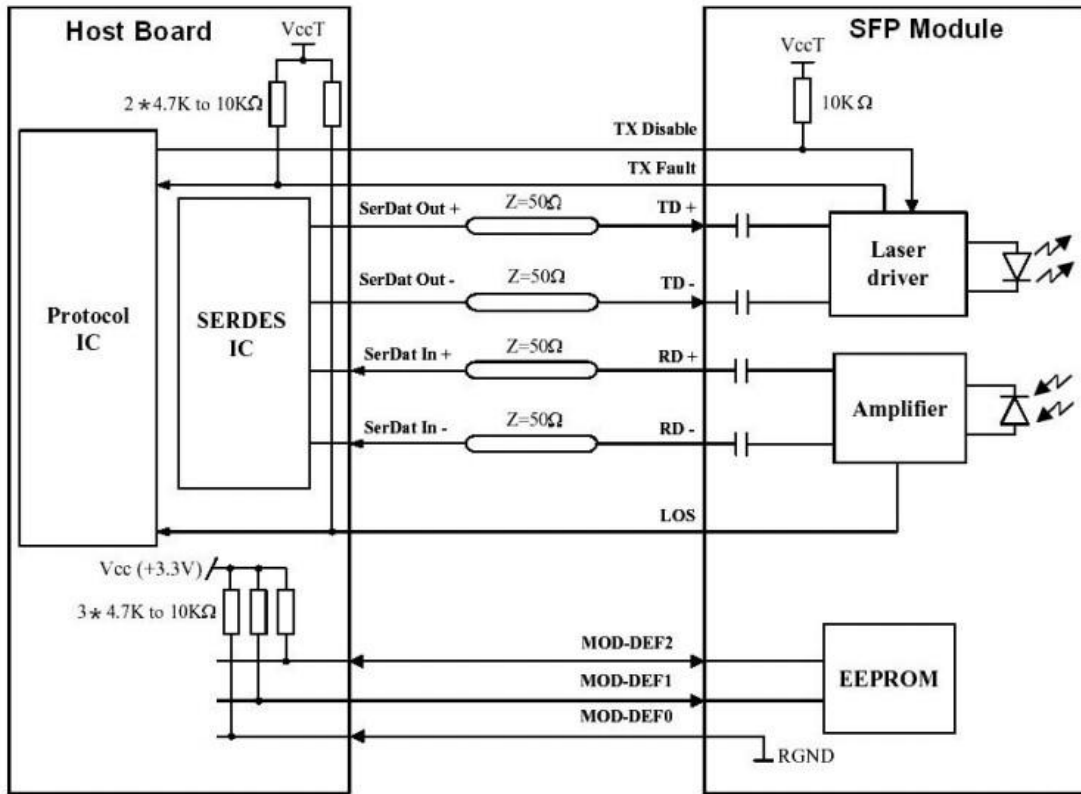 Host Board
VccT
2*4.7K to 10KΩ
Protocol
IC
SERDES
IC
SerDat Out +
SerDat Out -
SerDat In +
SerDat In -
Z=50Ω
Z=50Ω
Z=50Ω
Z=50Ω
TX Disable
TX Fault
TD +
TD -
RD +
RD -
LOS
SFP Module
VccT
10KΩ
Laser
driver
Amplifier
Vcc (+3.3V)
3*4.7K to 10KΩ
MOD-DEF2
MOD-DEF1
MOD-DEF0
EEPROM
RGND